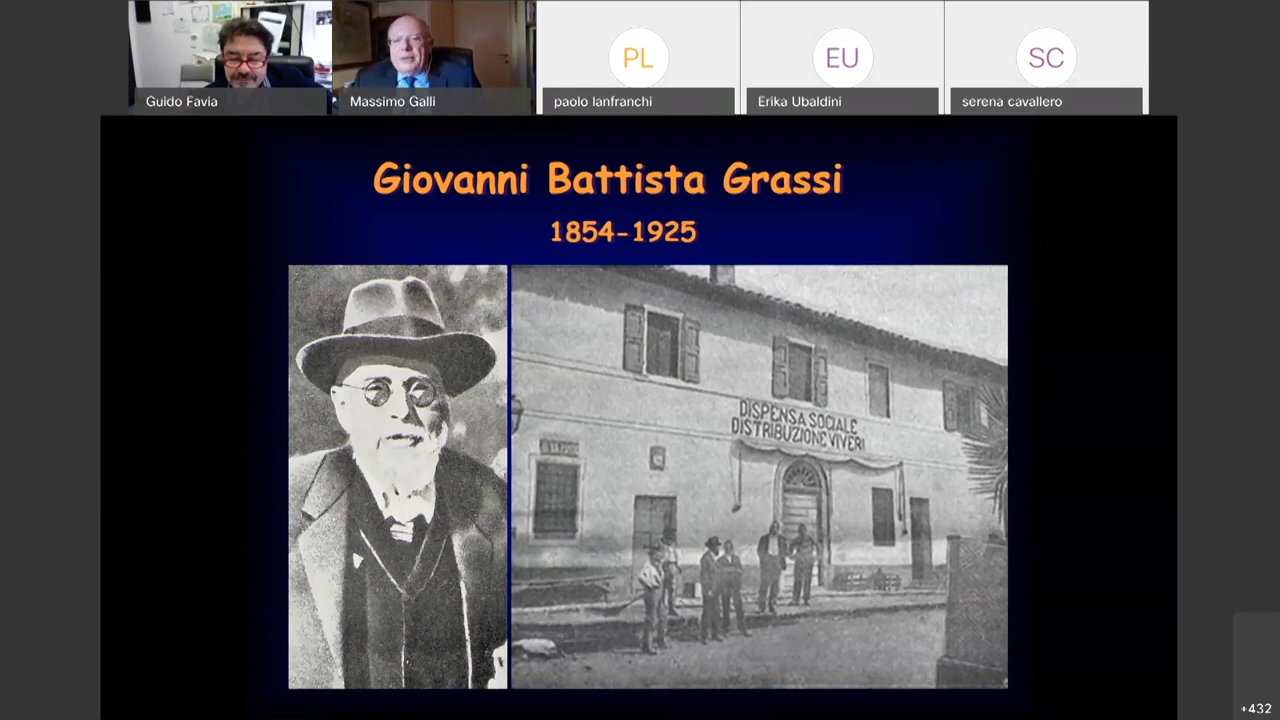 PL
EU
SC
Guido Favia
Massimo Galli
paolo lanfranchi
Erika Ubaldini
serena cavallero
Giovanni Battista Grassi
1854-1925
DISPENSA SOCIALE
DISTRIBUZIONE VIVERI
+432